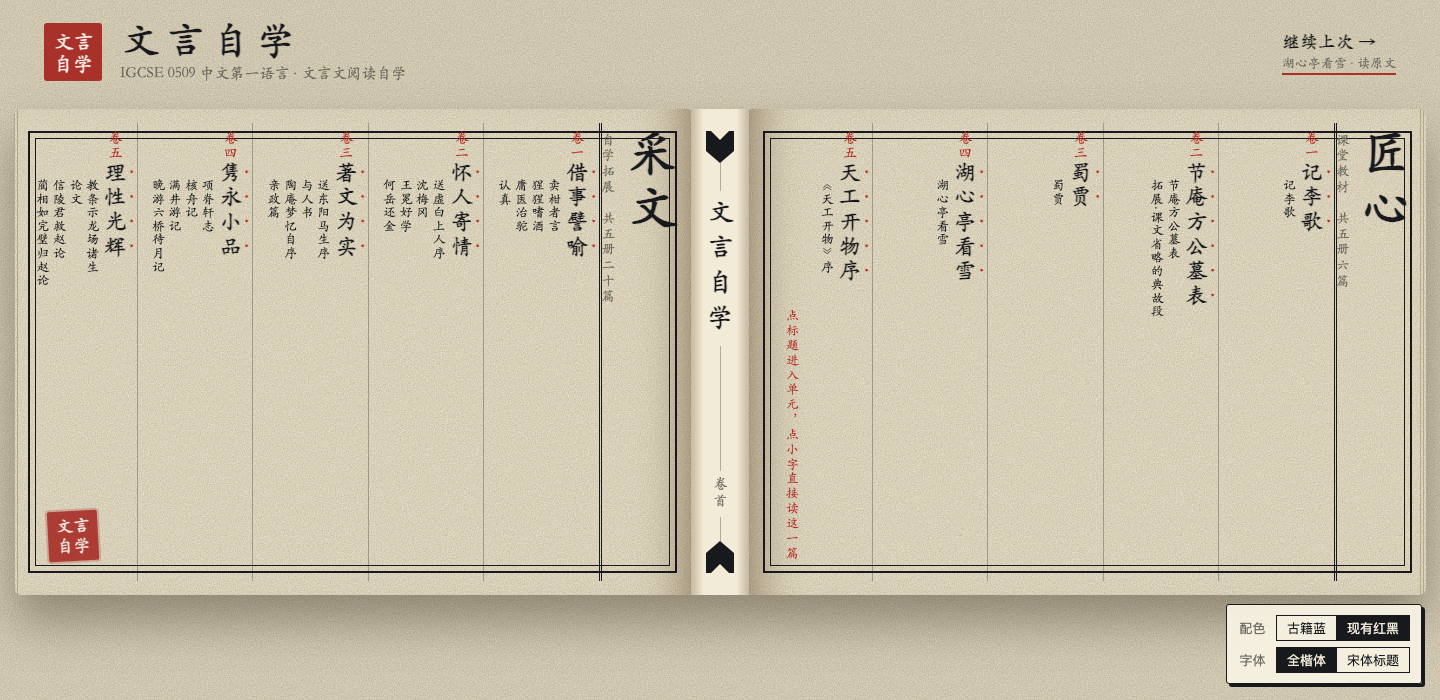 文言
自学
文言自学
IGCSE 0509 中文第一语言 · 文言文阅读自学
继续上次 →
湖心亭看雪 · 读原文
匠心
课堂教材 共五册六篇
卷一
记李歌
记李歌
卷二
节庵方公墓表
节庵方公墓表
拓展·课文省略的典故段
卷三
蜀贾
蜀贾
卷四
湖心亭看雪
湖心亭看雪
卷五
天工开物序
《天工开物》序
点标题进入单元，点小字直接读这一篇
文言自学
卷首
采文
自学拓展 共五册二十篇
卷一
借事譬喻
卖柑者言
猩猩嗜酒
庸医治驼
认真
卷二
怀人寄情
送虚白上人序
沈梅冈
王冕好学
何岳还金
卷三
著文为实
送东阳马生序
与人书
陶庵梦忆自序
亲政篇
卷四
隽永小品
项脊轩志
核舟记
满井游记
晚游六桥待月记
卷五
理性光辉
教条示龙场诸生
论文
信陵君救赵论
蔺相如完璧归赵论
文言
自学
配色 古籍蓝 现有红黑
字体 全楷体 宋体标题